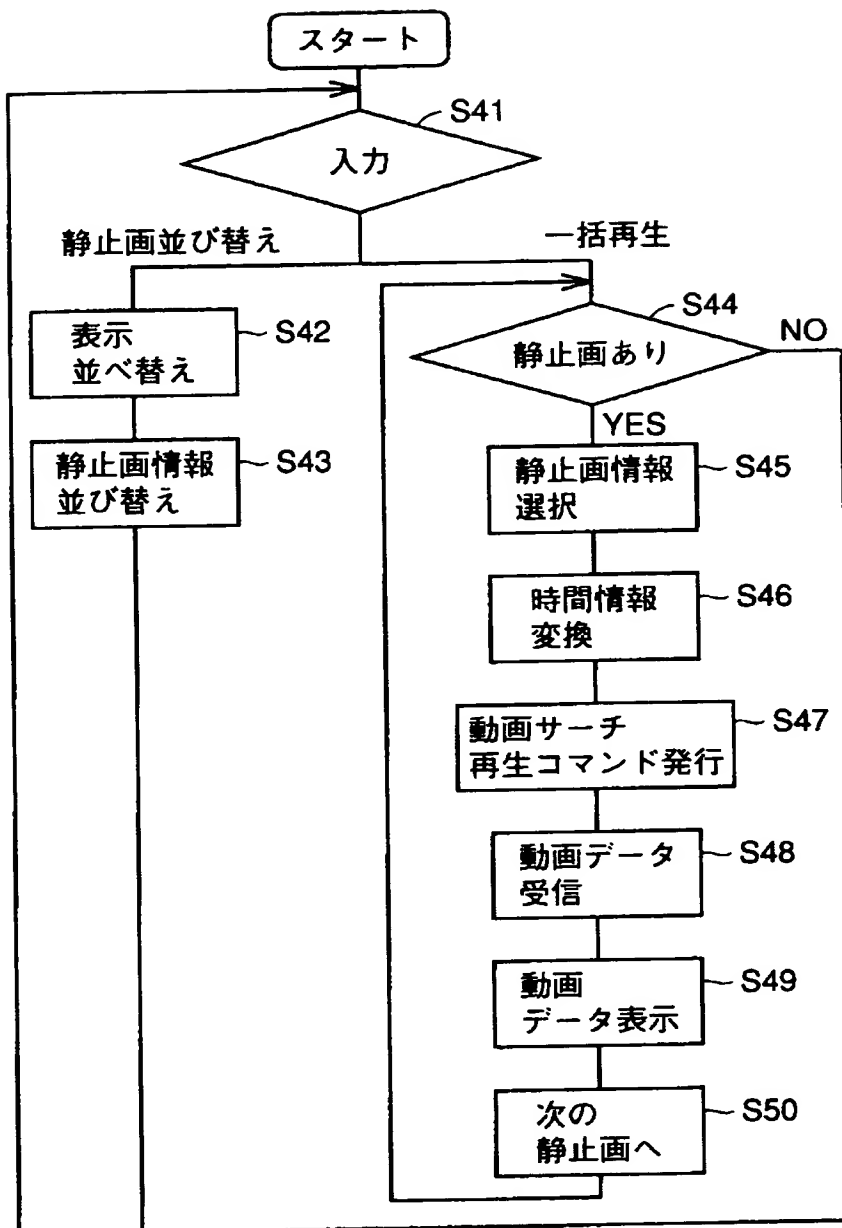 スタート
S41
入力
静止画並び替え
一括再生
表示
並べ替え
S42
静止画情報
並び替え
S43
S44
静止画あり
NO
YES
静止画情報
選択
S45
時間情報
変換
S46
動画サーチ
再生コマンド発行
S47
動画データ
受信
S48
動画
データ表示
S49
次の
静止画へ
S50